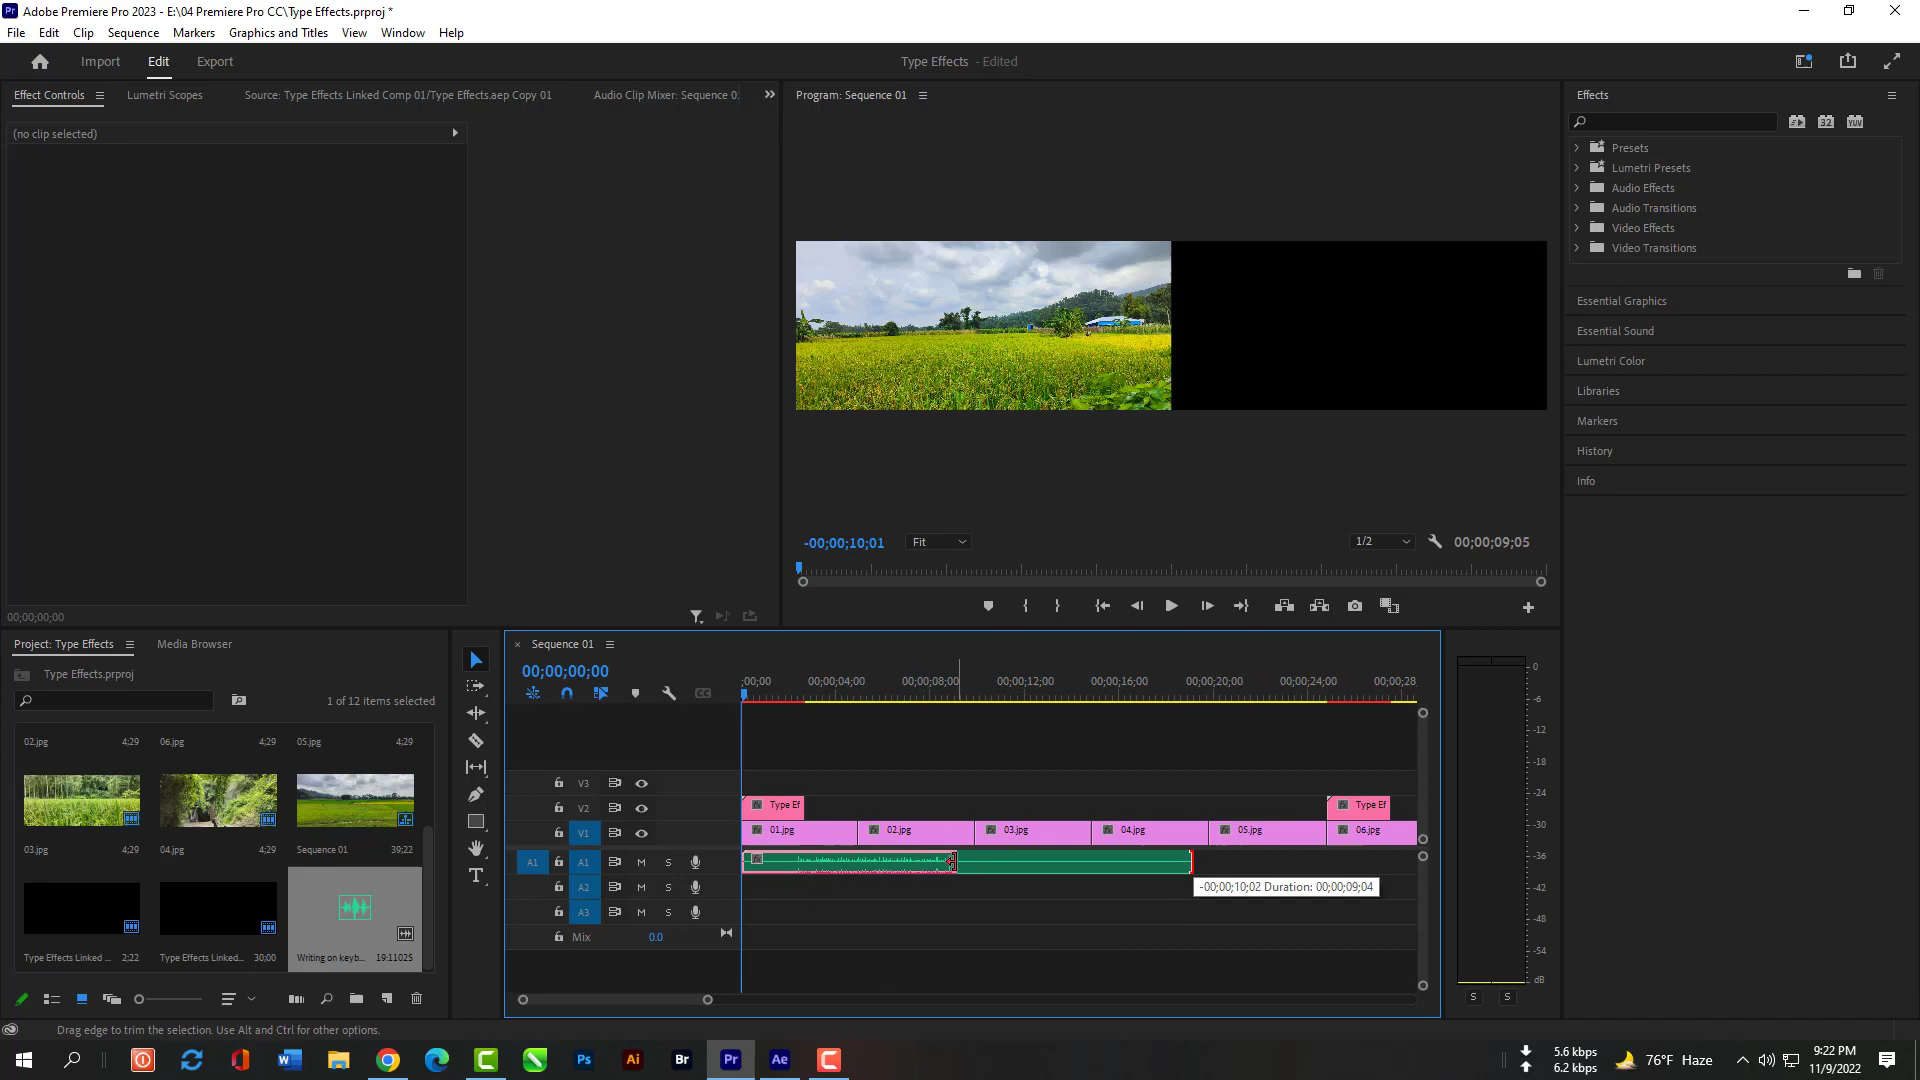 Adobe Premiere Pro 2023 - E:\04 Premiere Pro CC\Type Effects.prproj *
File Edit Clip Sequence Markers Graphics and Titles View Window Help
Import Edit Export
Type Effects - Edited
Effect Controls Lumetri Scopes Source: Type Effects Linked Comp 01/Type Effects.aep Copy 01 Audio Clip Mixer: Sequence 0
Program: Sequence 01
Effects
(no clip selected)
32 YUV
Presets
Lumetri Presets
Audio Effects
Audio Transitions
Video Effects
Video Transitions
Essential Graphics
Essential Sound
Lumetri Color
Libraries
Markers
History
Info
-00;00;10;01 Fit 1/2 00;00;09;05
00;00;00;00
Project: Type Effects Media Browser
Type Effects.prproj
1 of 12 items selected
02.jpg 4;29 06.jpg 4;29 05.jpg 4;29
03.jpg 4;29 04.jpg 4;29 Sequence 01 39;22
Type Effects Linked ... 2;22 Type Effects Linked... 30;00 Writing on keyb... 19:11025
Sequence 01
00;00;00;00
;00;00 00;00;04;00 00;00;08;00 00;00;12;00 00;00;16;00 00;00;20;00 00;00;24;00 00;00;28
V3
V2 Type Ef Type Ef
V1 01.jpg 02.jpg 03.jpg 04.jpg 05.jpg 06.jpg
A1 A1 M S
A2 M S
A3 M S
Mix 0.0
-00;00;10;02 Duration: 00;00;09;04
0
-6
-12
-18
-24
-30
-36
-42
-48
-54
dB
S S
Drag edge to trim the selection. Use Alt and Ctrl for other options.
Ps Ai Br Pr Ae
5.6 kbps
6.2 kbps
76°F Haze
9:22 PM
11/9/2022